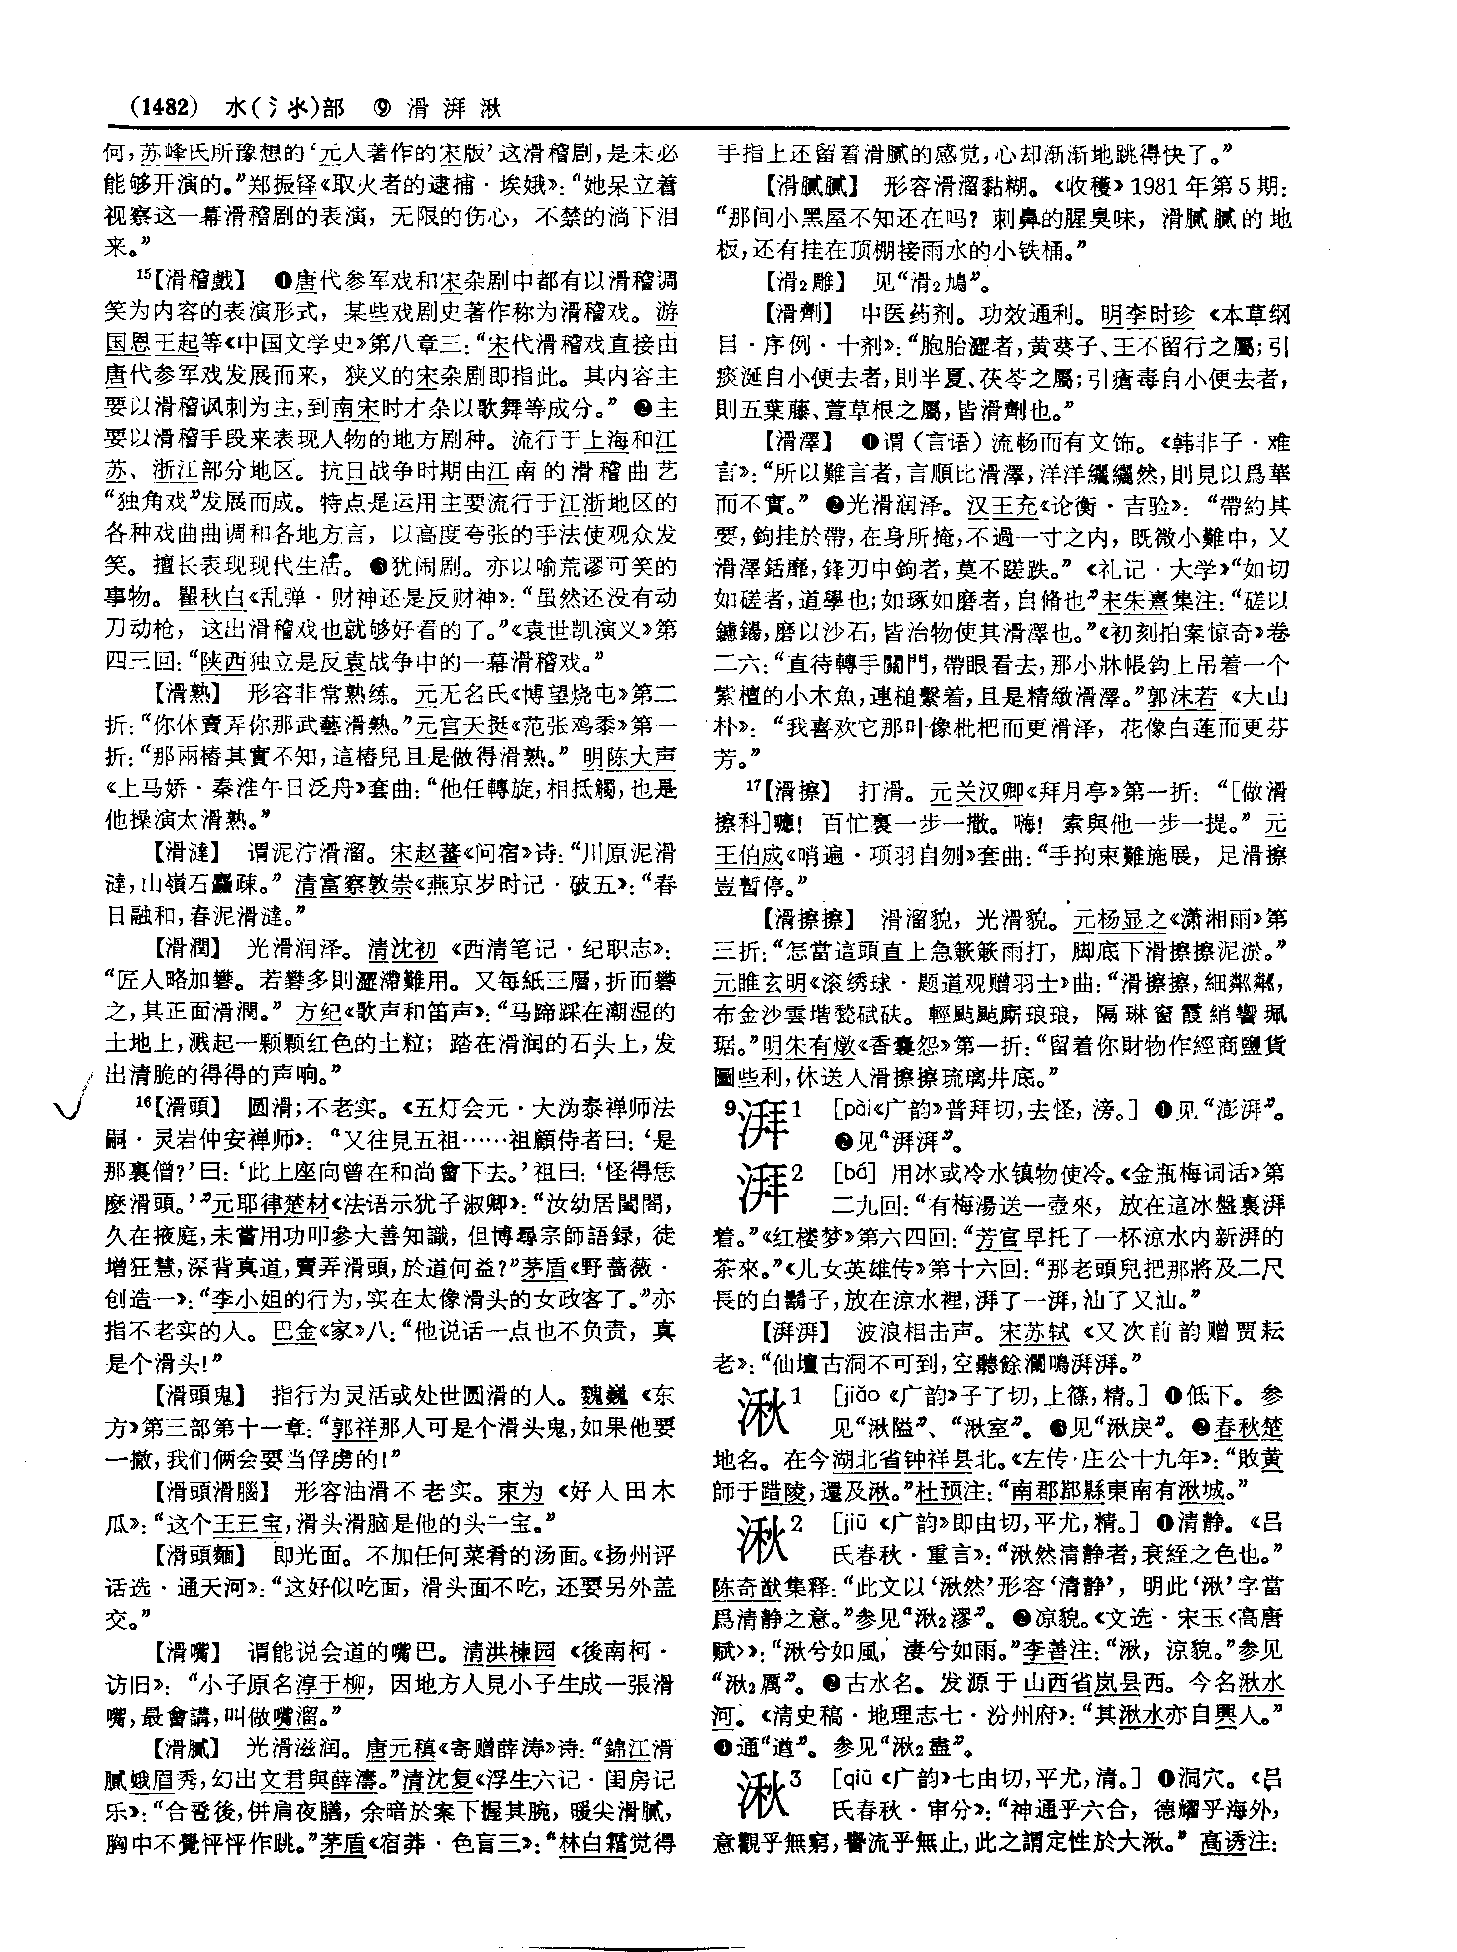 (1482) 水(氵氺)部 ⑨ 滑 湃 湫
何,苏峰氏所豫想的‘元人著作的宋版’这滑稽剧,是未必
能够开演的。”郑振铎《取火者的逮捕·埃娥》:“她呆立着
视察这一幕滑稽剧的表演, 无限的伤心, 不禁的淌下泪
来。”
15【滑稽戲】 ❶唐代参军戏和宋杂剧中都有以滑稽调
笑为内容的表演形式, 某些戏剧史著作称为滑稽戏。 游
国恩王起等《中国文学史》第八章三:“宋代滑稽戏直接由
唐代参军戏发展而来, 狭义的宋杂剧即指此。其内容主
要以滑稽讽刺为主,到南宋时才杂以歌舞等成分。” ❷主
要以滑稽手段来表现人物的地方剧种。 流行于上海和江
苏、浙江部分地区。 抗日战争时期由江南的滑稽曲艺
“独角戏”发展而成。特点是运用主要流行于江浙地区的
各种戏曲曲调和各地方言, 以高度夸张的手法使观众发
笑。 擅长表现现代生活。 ❸犹闹剧。亦以喻荒谬可笑的
事物。 瞿秋白《乱弹·财神还是反财神》:“虽然还没有动
刀动枪, 这出滑稽戏也就够好看的了。”《袁世凯演义》第
四三回:“陕西独立是反袁战争中的一幕滑稽戏。”
【滑熟】 形容非常熟练。 元无名氏《博望烧屯》第二
折:“你休賣弄你那武藝滑熟。”元宫天挺《范张鸡黍》第一
折:“那兩樁其實不知,這樁兒且是做得滑熟。” 明陈大声
《上马娇·秦淮午日泛舟》套曲:“他任轉旋,相抵觸,也是
他操演太滑熟。”
【滑澾】 谓泥泞滑溜。宋赵蕃《问宿》诗:“川原泥滑
澾,山嶺石麤疎。” 清富察敦崇《燕京岁时记·破五》:“春
日融和,春泥滑澾。”
【滑潤】 光滑润泽。 清沈初 《西清笔记·纪职志》:
“匠人略加礬。若礬多則澀滯難用。又每紙三層,折而礬
之,其正面滑潤。” 方纪《歌声和笛声》:“马蹄踩在潮湿的
土地上,溅起一颗颗红色的土粒; 踏在滑润的石头上,发
出清脆的得得的声响。”
16【滑頭】 圆滑;不老实。《五灯会元·大沩泰禅师法
嗣·灵岩仲安禅师》: “又往見五祖……祖顧侍者曰:‘是
那裏僧?’曰:‘此上座向曾在和尚會下去。’祖曰:‘怪得恁
麽滑頭。’”元耶律楚材《法语示犹子淑卿》:“汝幼居閨閤,
久在掖庭,未嘗用功叩參大善知識,但博尋宗師語録,徒
增狂慧,深背真道,賣弄滑頭,於道何益?”茅盾《野蔷薇·
创造一》:“李小姐的行为,实在太像滑头的女政客了。”亦
指不老实的人。 巴金《家》八:“他说话一点也不负责, 真
是个滑头!”
【滑頭鬼】 指行为灵活或处世圆滑的人。魏巍 《东
方》第三部第十一章:“郭祥那人可是个滑头鬼,如果他要
一撤,我们俩会要当俘虏的!”
【滑頭滑腦】 形容油滑不老实。束为《好人田木
瓜》:“这个王三宝,滑头滑脑是他的头一宝。”
【滑頭麵】 即光面。不加任何菜肴的汤面。《扬州评
话选·通天河》:“这好似吃面,滑头面不吃,还要另外盖
交。”
【滑嘴】 谓能说会道的嘴巴。 清洪楝园《後南柯·
访旧》: “小子原名淳于柳, 因地方人見小子生成一張滑
嘴,最會講,叫做嘴溜。”
【滑膩】 光滑滋润。 唐元稹《寄赠薛涛》诗:“錦江滑
膩蛾眉秀,幻出文君與薛濤。”清沈复《浮生六记·闺房记
乐》:“合卺後,併肩夜膳,余暗於案下握其腕,暖尖滑膩,
胸中不覺怦怦作跳。”茅盾《宿莽·色盲三》:“林白霜觉得
手指上还留着滑腻的感觉,心却渐渐地跳得快了。”
【滑膩膩】 形容滑溜黏糊。《收穫》1981年第5期:
“那间小黑屋不知还在吗? 刺鼻的腥臭味, 滑腻腻的地
板,还有挂在顶棚接雨水的小铁桶。”
【滑2雕】 见“滑2鳩”。
【滑劑】 中医药剂。功效通利。 明李时珍《本草纲
目·序例·十剂》:“胞胎澀者,黄葵子、王不留行之屬;引
痰涎自小便去者,則半夏、茯苓之屬;引瘡毒自小便去者,
則五葉藤、萱草根之屬,皆滑劑也。”
【滑澤】 ❶谓(言语)流畅而有文饰。《韩非子·难
言》:“所以難言者,言順比滑澤,洋洋纚纚然,則見以爲華
而不實。” ❷光滑润泽。 汉王充《论衡·吉验》: “帶約其
要,鉤挂於帶,在身所掩,不過一寸之内, 既微小難中, 又
滑澤銛靡,鋒刃中鉤者,莫不蹉跌。”《礼记·大学》“如切
如磋者,道學也;如琢如磨者,自脩也”宋朱熹集注:“磋以
鑢鐋,磨以沙石,皆治物使其滑澤也。”《初刻拍案惊奇》卷
二六:“直待轉手關門,帶眼看去,那小牀帳鈎上吊着一个
紫檀的小木魚,連槌繫着,且是精緻滑澤。”郭沫若 《大山
朴》: “我喜欢它那叶像枇杷而更滑泽, 花像白莲而更芬
芳。”
17【滑擦】 打滑。元关汉卿《拜月亭》第一折: “[做滑
擦科]𠺕! 百忙裏一步一撒。 嗨! 索與他一步一提。” 元
王伯成《哨遍·项羽自刎》套曲:“手拘束難施展, 足滑擦
豈暫停。”
【滑擦擦】 滑溜貌, 光滑貌。 元杨显之《潇湘雨》第
三折:“怎當這頭直上急簌簌雨打, 脚底下滑擦擦泥淤。”
元睢玄明《滚绣球·题道观赠羽士》曲:“滑擦擦,細粼粼,
布金沙雲堦甃碔砆。 輕颭颭廝琅琅, 隔琳窗霞綃響珮
琚。”明朱有燉《香囊怨》第一折:“留着你財物作經商鹽貨
圖些利,休送人滑擦擦琉璃井底。”
9湃1 [pài《广韵》普拜切,去怪,滂。] ❶见“澎湃”。
❷见“湃湃”。
湃2 [bá] 用冰或冷水镇物使冷。《金瓶梅词话》第
二九回:“有梅湯送一壺來, 放在這冰盤裏湃
着。”《红楼梦》第六四回:“芳官早托了一杯凉水内新湃的
茶來。”《儿女英雄传》第十六回:“那老頭兒把那將及二尺
長的白鬍子,放在涼水裡,湃了一湃,汕了又汕。”
【湃湃】 波浪相击声。 宋苏轼《又次前韵赠贾耘
老》:“仙壇古洞不可到,空聽餘瀾鳴湃湃。”
湫1 [jiǎo《广韵》子了切,上篠,精。] ❶低下。 参
见“湫隘”、“湫室”。 ❸见“湫戾”。 ❷春秋楚
地名。在今湖北省钟祥县北。《左传·庄公十九年》:“敗黄
師于踖陵,還及湫。”杜预注:“南郡鄀縣東南有湫城。”
湫2 [jiū《广韵》即由切,平尤,精。] ❶清静。《吕
氏春秋·重言》:“湫然清静者,衰絰之色也。”
陈奇猷集释:“此文以‘湫然’形容‘清静’, 明此‘湫’字當
爲清静之意。”参见“湫2漻”。 ❷凉貌。《文选·宋玉〈高唐
赋〉》:“湫兮如風, 淒兮如雨。”李善注:“湫, 涼貌。”参见
“湫2厲”。 ❷古水名。发源于山西省岚县西。今名湫水
河。《清史稿·地理志七·汾州府》:“其湫水亦自興人。”
❶通“遒”。 参见“湫2盡”。
湫3 [qiū《广韵》七由切,平尤,清。] ❶洞穴。《吕
氏春秋·审分》:“神通乎六合, 德燿乎海外,
意觀乎無窮,譽流乎無止,此之謂定性於大湫。” 高诱注: